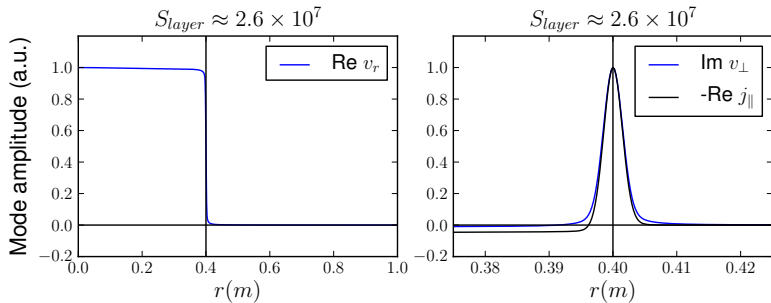 S_layer ≈ 2.6 × 10^7
Mode amplitude (a.u.)
1.0
0.8
0.6
0.4
0.2
0.0
−0.2
0.0 0.2 0.4 0.6 0.8 1.0
r(m)
Re v_r
S_layer ≈ 2.6 × 10^7
1.0
0.8
0.6
0.4
0.2
0.0
−0.2
0.38 0.39 0.40 0.41 0.42
r(m)
Im v_⊥
-Re j_∥